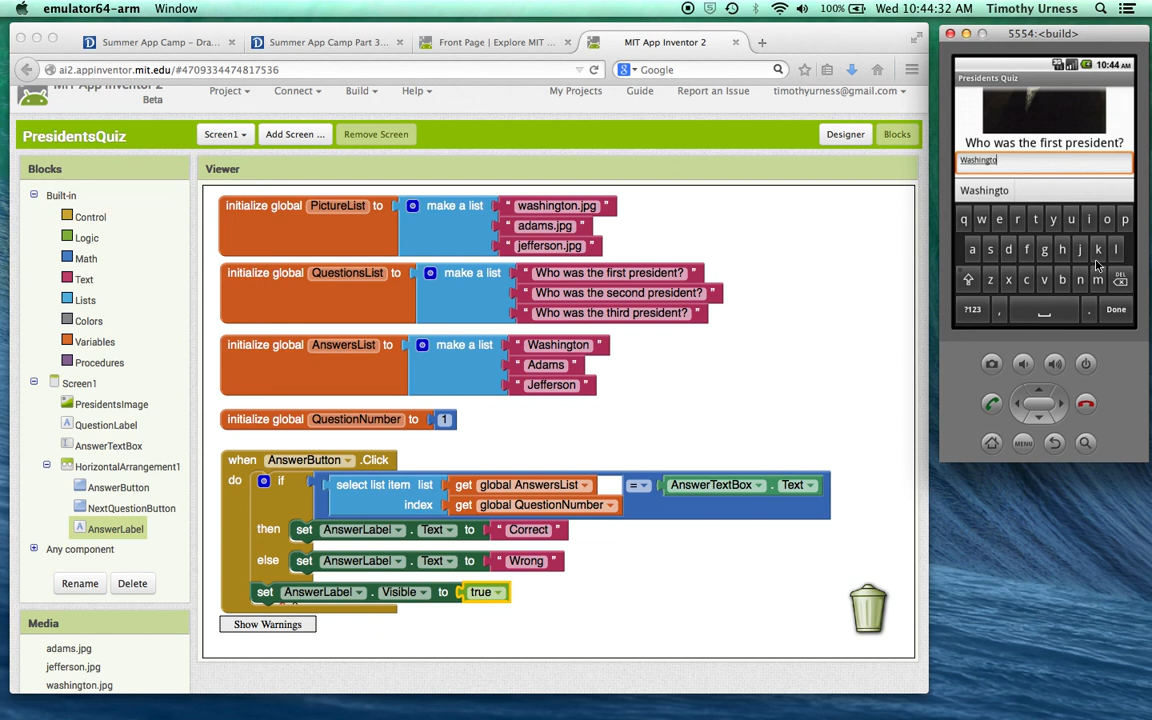 emulator64-arm Window
100% Wed 10:44:32 AM Timothy Urness
Summer App Camp – Dra...
Summer App Camp Part 3...
Front Page | Explore MIT ...
MIT App Inventor 2
ai2.appinventor.mit.edu/#4709334474817536
Google
MIT App Inventor 2
Beta
Project
Connect
Build
Help
My Projects
Guide
Report an Issue
timothyurness@gmail.com
PresidentsQuiz
Screen1
Add Screen ...
Remove Screen
Designer
Blocks
Blocks
Built-in
Control
Logic
Math
Text
Lists
Colors
Variables
Procedures
Screen1
PresidentsImage
QuestionLabel
AnswerTextBox
HorizontalArrangement1
AnswerButton
NextQuestionButton
AnswerLabel
Any component
Rename
Delete
Media
adams.jpg
jefferson.jpg
washington.jpg
Viewer
initialize global PictureList to make a list " washington.jpg "
" adams.jpg "
" jefferson.jpg "
initialize global QuestionsList to make a list " Who was the first president? "
" Who was the second president? "
" Who was the third president? "
initialize global AnswersList to make a list " Washington "
" Adams "
" Jefferson "
initialize global QuestionNumber to 1
when AnswerButton .Click
do if select list item list get global AnswersList = AnswerTextBox . Text
index get global QuestionNumber
then set AnswerLabel . Text to " Correct "
else set AnswerLabel . Text to " Wrong "
set AnswerLabel . Visible to true
Show Warnings
5554:<build>
10:44 AM
Presidents Quiz
Who was the first president?
Washingto
Washingto
q w e r t y u i o p
a s d f g h j k l
z x c v b n m DEL
?123 , . Done
MENU